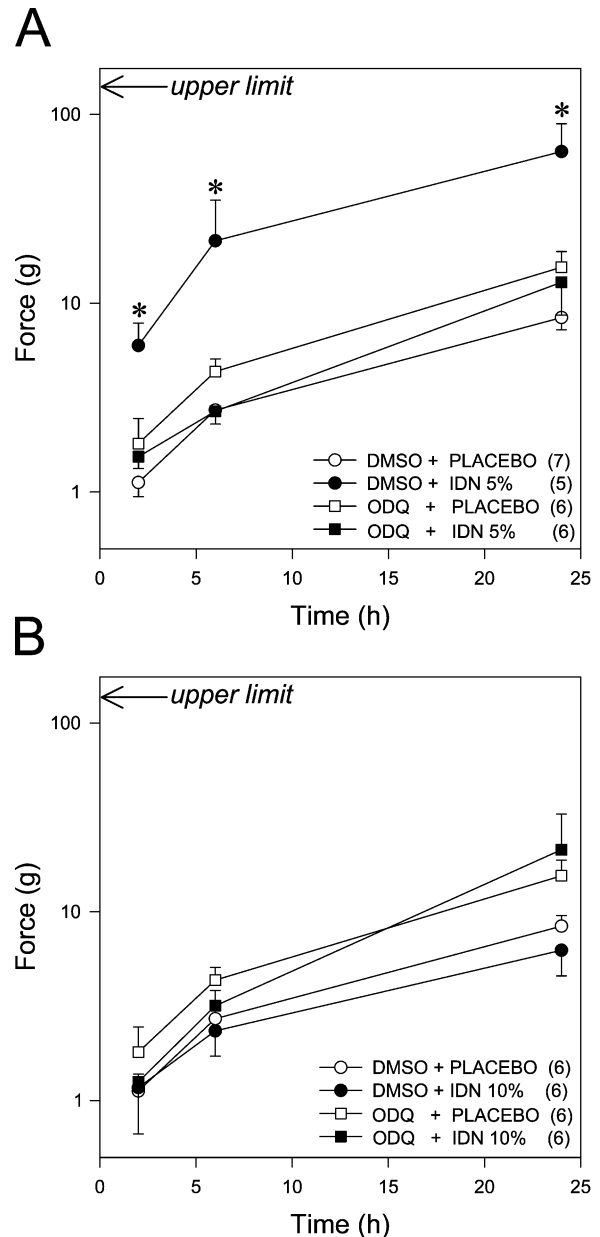 A
upper limit
100
10
1
Force (g)
* * *
DMSO + PLACEBO (7)
DMSO + IDN 5% (5)
ODQ + PLACEBO (6)
ODQ + IDN 5% (6)
0 5 10 15 20 25
Time (h)
B
upper limit
100
10
1
Force (g)
DMSO + PLACEBO (6)
DMSO + IDN 10% (6)
ODQ + PLACEBO (6)
ODQ + IDN 10% (6)
0 5 10 15 20 25
Time (h)